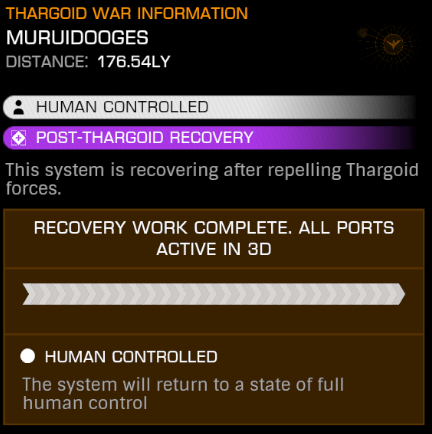 THARGOID WAR INFORMATION
MURUIDOOGES
DISTANCE: 176.54LY
HUMAN CONTROLLED
POST-THARGOID RECOVERY
This system is recovering after repelling Thargoid
forces.
RECOVERY WORK COMPLETE. ALL PORTS
ACTIVE IN 3D
HUMAN CONTROLLED
The system will return to a state of full
human control